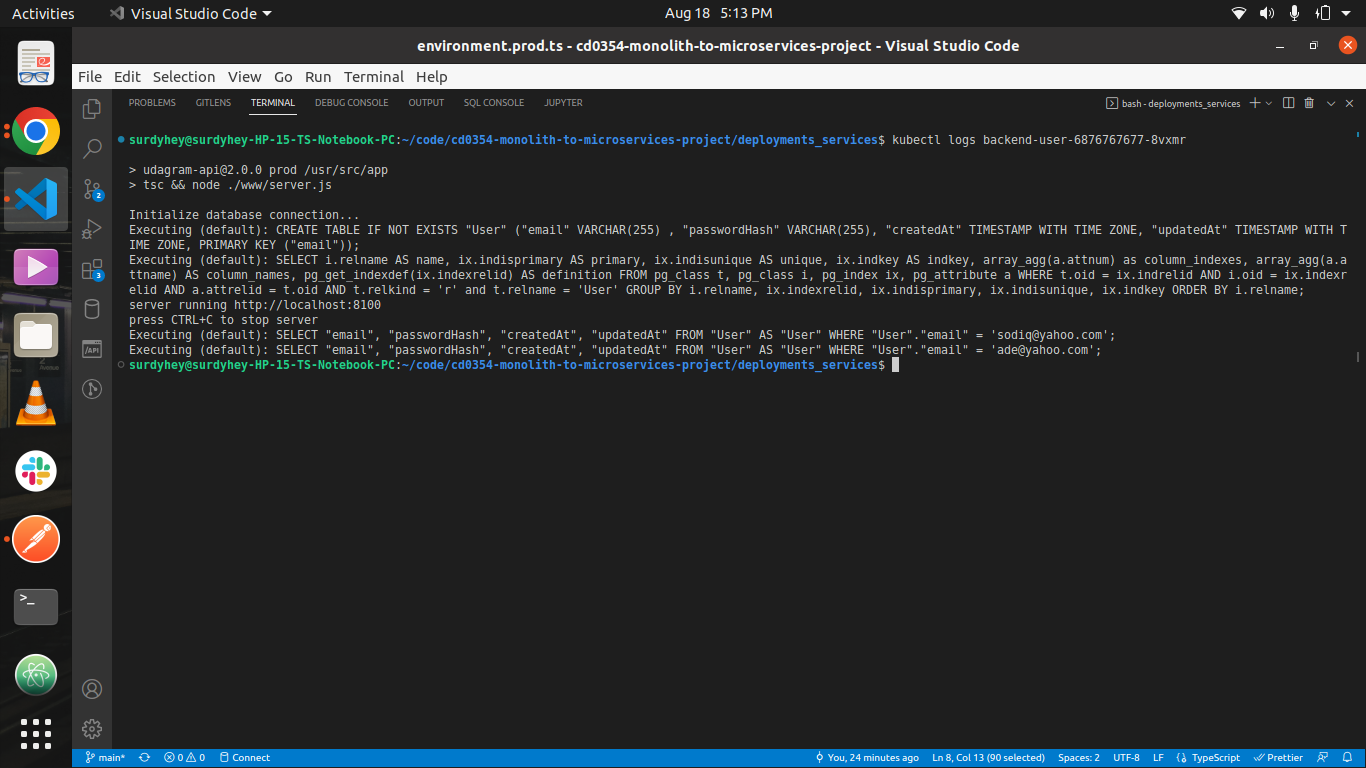 Activities
Visual Studio Code
Aug 18 5:13 PM
environment.prod.ts - cd0354-monolith-to-microservices-project - Visual Studio Code
File Edit Selection View Go Run Terminal Help
PROBLEMS GITLENS TERMINAL DEBUG CONSOLE OUTPUT SQL CONSOLE JUPYTER
bash - deployments_services
surdyhey@surdyhey-HP-15-TS-Notebook-PC:~/code/cd0354-monolith-to-microservices-project/deployments_services$ kubectl logs backend-user-6876767677-8vxmr
> udagram-api@2.0.0 prod /usr/src/app
> tsc && node ./www/server.js
Initialize database connection...
Executing (default): CREATE TABLE IF NOT EXISTS "User" ("email" VARCHAR(255) , "passwordHash" VARCHAR(255), "createdAt" TIMESTAMP WITH TIME ZONE, "updatedAt" TIMESTAMP WITH T
IME ZONE, PRIMARY KEY ("email"));
Executing (default): SELECT i.relname AS name, ix.indisprimary AS primary, ix.indisunique AS unique, ix.indkey AS indkey, array_agg(a.attnum) as column_indexes, array_agg(a.a
ttname) AS column_names, pg_get_indexdef(ix.indexrelid) AS definition FROM pg_class t, pg_class i, pg_index ix, pg_attribute a WHERE t.oid = ix.indrelid AND i.oid = ix.indexr
elid AND a.attrelid = t.oid AND t.relkind = 'r' and t.relname = 'User' GROUP BY i.relname, ix.indexrelid, ix.indisprimary, ix.indisunique, ix.indkey ORDER BY i.relname;
server running http://localhost:8100
press CTRL+C to stop server
Executing (default): SELECT "email", "passwordHash", "createdAt", "updatedAt" FROM "User" AS "User" WHERE "User"."email" = 'sodiq@yahoo.com';
Executing (default): SELECT "email", "passwordHash", "createdAt", "updatedAt" FROM "User" AS "User" WHERE "User"."email" = 'ade@yahoo.com';
surdyhey@surdyhey-HP-15-TS-Notebook-PC:~/code/cd0354-monolith-to-microservices-project/deployments_services$
2
3
/API
>_
main* 0 0 Connect
You, 24 minutes ago Ln 8, Col 13 (90 selected) Spaces: 2 UTF-8 LF TypeScript Prettier